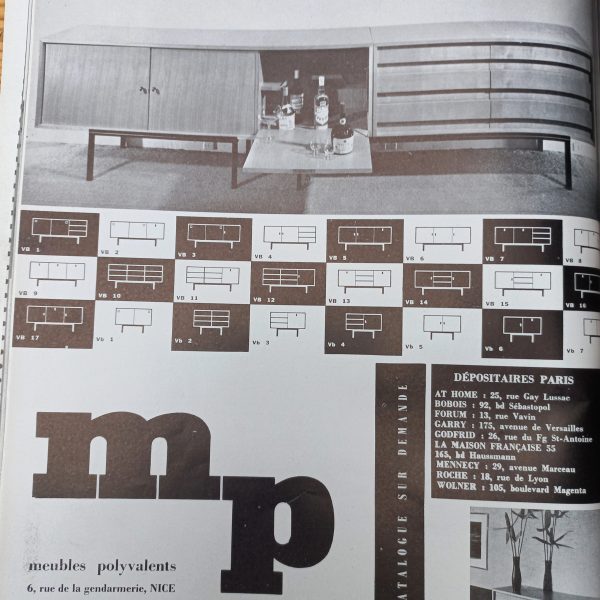 VB 1 VB 2 VB 3 VB 4 VB 5 VB 6 VB 7 VB 8
VB 9 VB 10 VB 11 VB 12 VB 13 VB 14 VB 15 VB 16
VB 17 Vb 1 Vb 2 Vb 3 Vb 4 Vb 5 Vb 6 Vb 7
mp
meubles polyvalents
6, rue de la gendarmerie, NICE
ATALOGUE SUR DEMANDE
DÉPOSITAIRES PARIS
AT HOME : 25, rue Gay Lussac
BOBOIS : 92, bd Sébastopol
FORUM : 13, rue Vavin
GARRY : 175, avenue de Versailles
GODFRID : 26, rue du Fg St-Antoine
LA MAISON FRANÇAISE 55
163, bd Haussmann
MENNECY : 29, avenue Marceau
ROCHE : 18, rue de Lyon
WOLNER : 105, boulevard Magenta